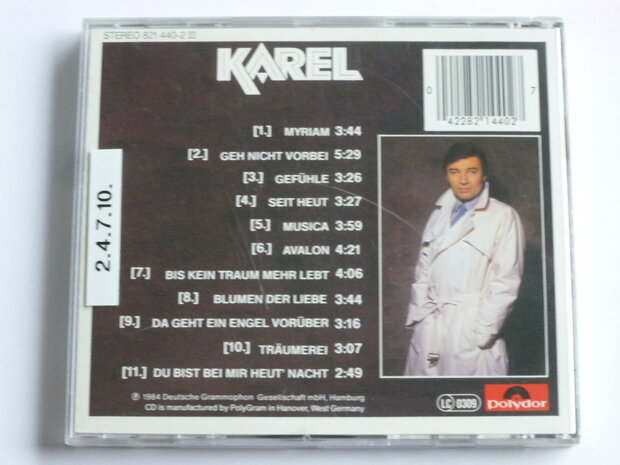 STEREO 821 440-2
KAREL
0 42282 14402 7
[1.] MYRIAM 3:44
[2.] GEH NICHT VORBEI 5:29
[3.] GEFÜHLE 3:26
[4.] SEIT HEUT 3:27
[5.] MUSICA 3:59
[6.] AVALON 4:21
[7.] BIS KEIN TRAUM MEHR LEBT 4:06
[8.] BLUMEN DER LIEBE 3:44
[9.] DA GEHT EIN ENGEL VORÜBER 3:16
[10.] TRÄUMEREI 3:07
[11.] DU BIST BEI MIR HEUT' NACHT 2:49
2.4.7.10.
℗ 1984 Deutsche Grammophon Gesellschaft mbH, Hamburg
CD is manufactured by PolyGram in Hanover, West Germany
LC 0309
polydor